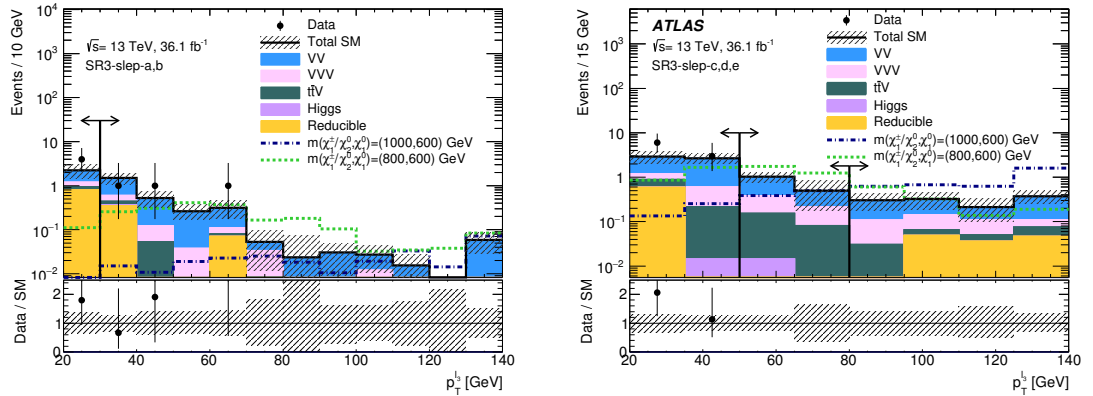 Events / 10 GeV
10⁴
10³
10²
10
1
10⁻¹
10⁻²
√s= 13 TeV, 36.1 fb⁻¹
SR3-slep-a,b
Data
Total SM
VV
VVV
tt̄V
Higgs
Reducible
m(χ̃₁±/χ̃₂⁰,χ̃₁⁰)=(1000,600) GeV
m(χ̃₁±/χ̃₂⁰,χ̃₁⁰)=(800,600) GeV
Data / SM
2
1
0
20 40 60 80 100 120 140
p_T^{l₃} [GeV]
Events / 15 GeV
10⁵
10⁴
10³
10²
10
1
10⁻¹
10⁻²
ATLAS
√s= 13 TeV, 36.1 fb⁻¹
SR3-slep-c,d,e
Data
Total SM
VV
VVV
tt̄V
Higgs
Reducible
m(χ̃₁±/χ̃₂⁰,χ̃₁⁰)=(1000,600) GeV
m(χ̃₁±/χ̃₂⁰,χ̃₁⁰)=(800,600) GeV
Data / SM
2
1
0
20 40 60 80 100 120 140
p_T^{l₃} [GeV]